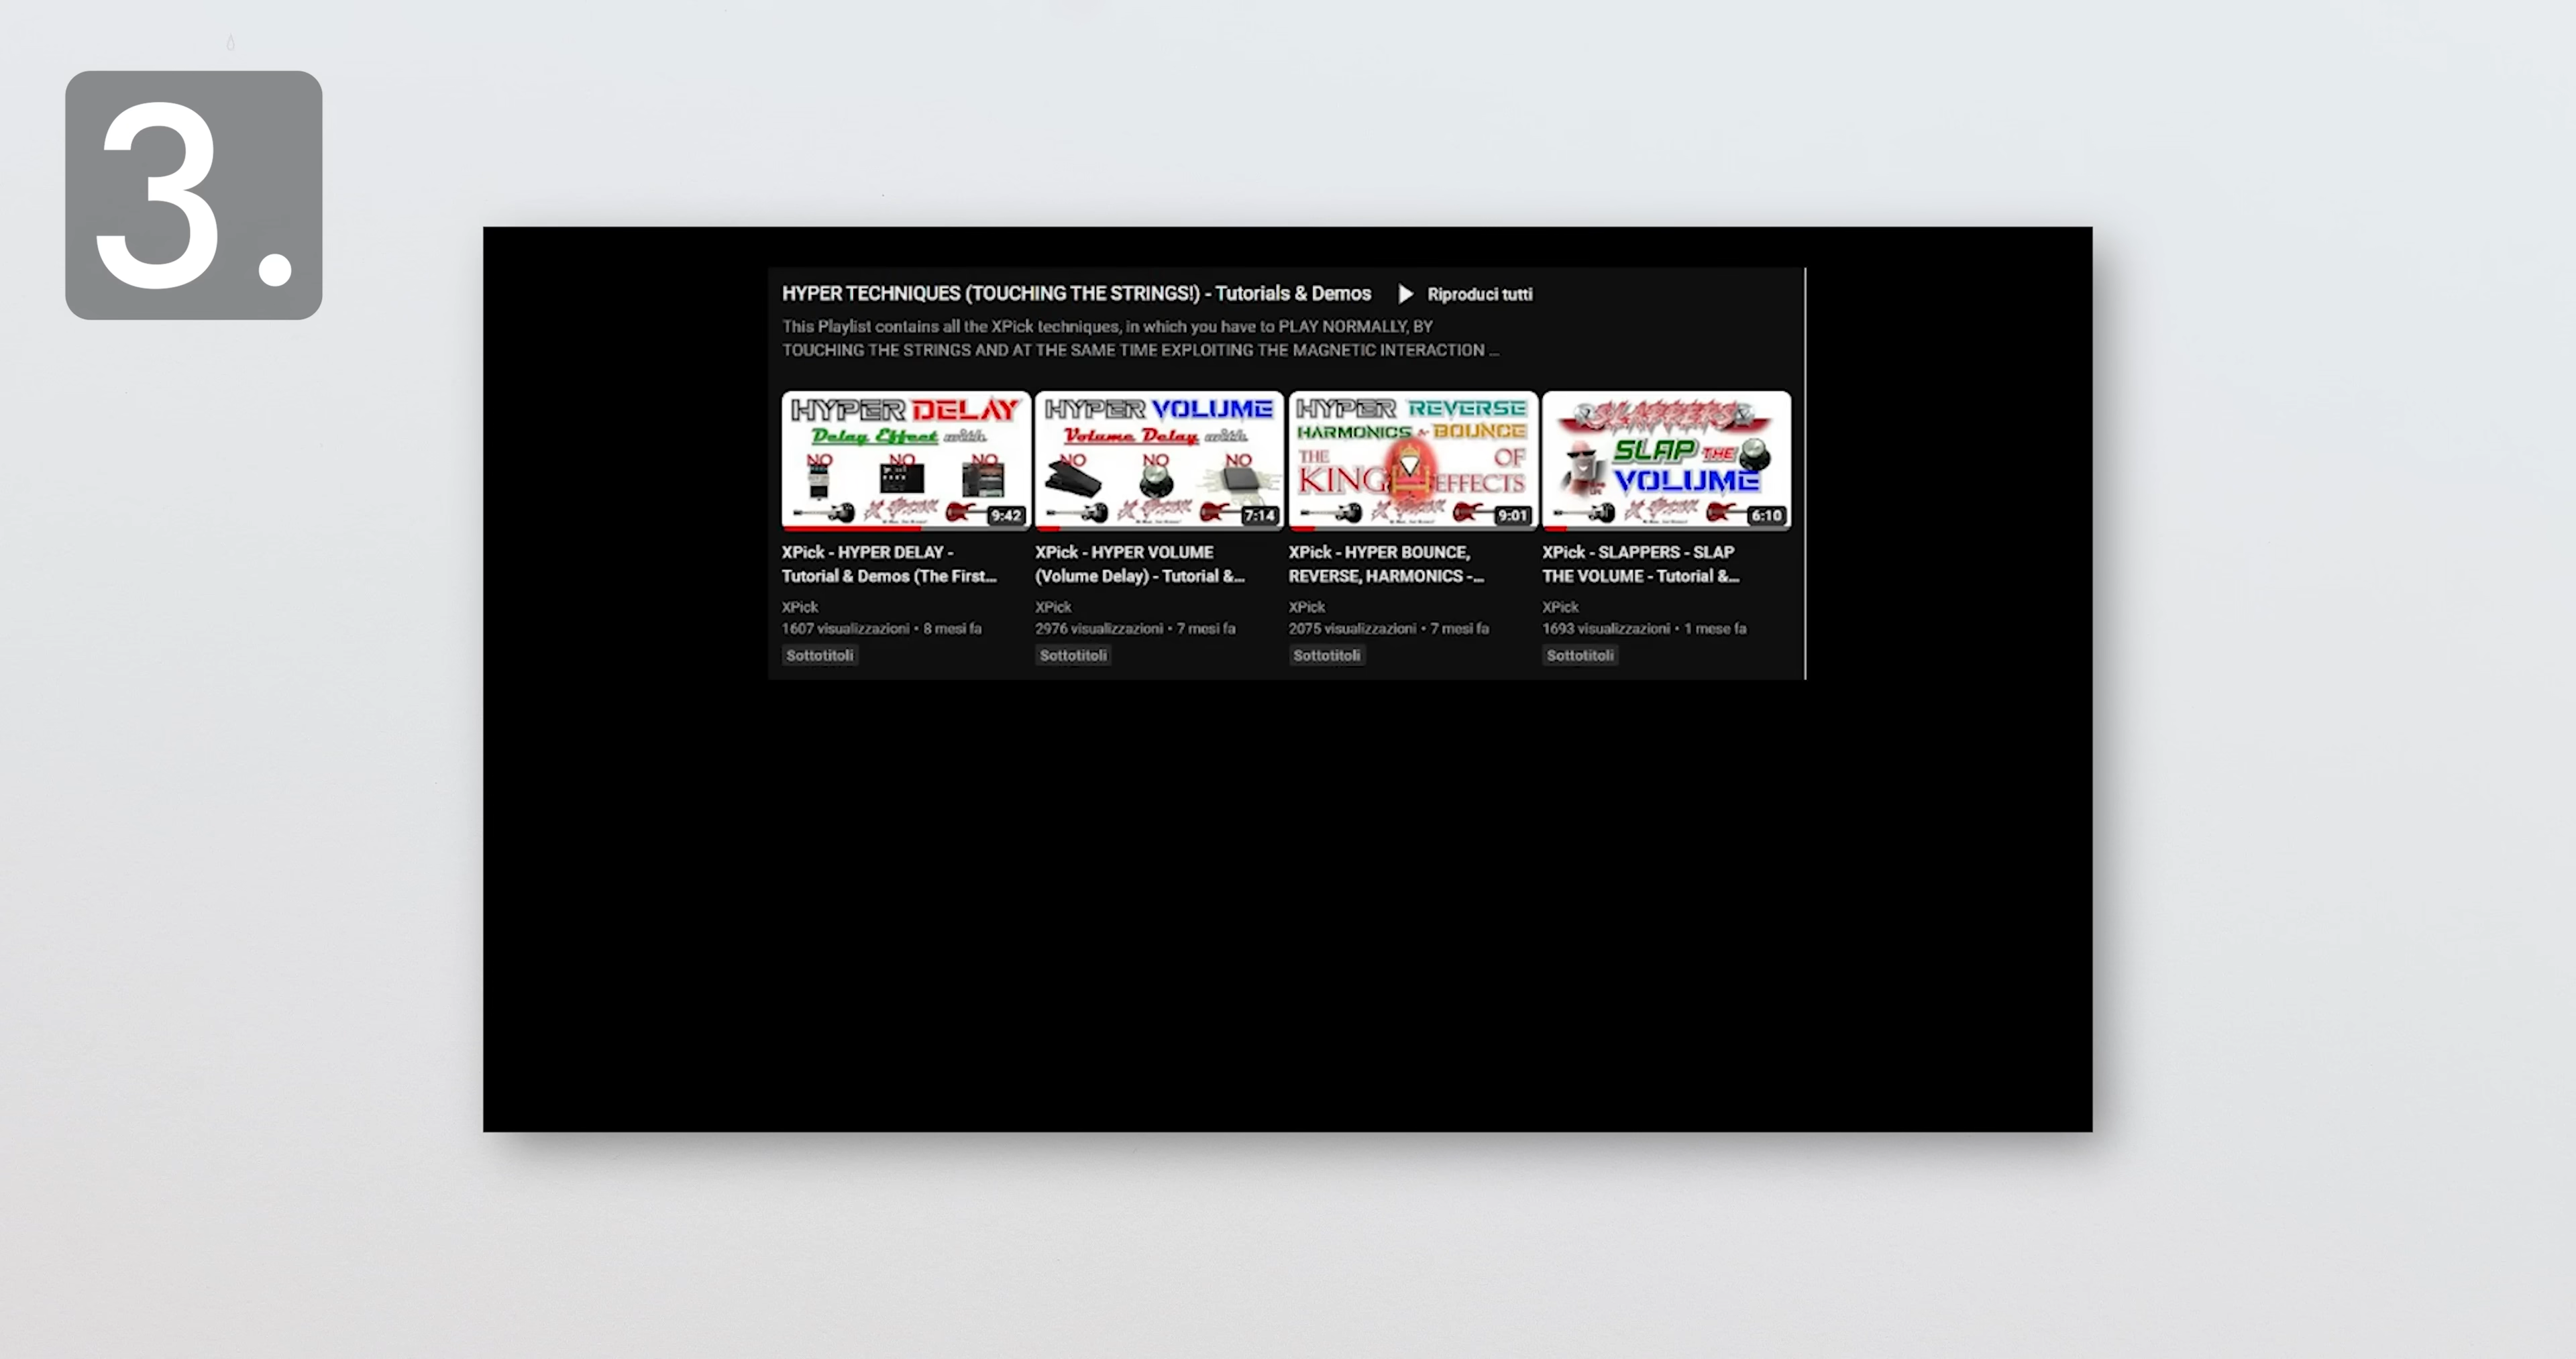 3.
HYPER TECHNIQUES (TOUCHING THE STRINGS!) - Tutorials & Demos Riproduci tutti
This Playlist contains all the XPick techniques, in which you have to PLAY NORMALLY, BY
TOUCHING THE STRINGS AND AT THE SAME TIME EXPLOITING THE MAGNETIC INTERACTION ...
HYPER DELAY
Delay Effect with
NO NO NO
9:42
HYPER VOLUME
Volume Delay with
NO NO NO
7:14
HYPER REVERSE
HARMONICS & BOUNCE
THE KING OF EFFECTS
9:01
SLAPPERS
SLAP THE
VOLUME
6:10
XPick - HYPER DELAY -
Tutorial & Demos (The First...
XPick
1607 visualizzazioni • 8 mesi fa
Sottotitoli
XPick - HYPER VOLUME
(Volume Delay) - Tutorial &...
XPick
2976 visualizzazioni • 7 mesi fa
Sottotitoli
XPick - HYPER BOUNCE,
REVERSE, HARMONICS -...
XPick
2075 visualizzazioni • 7 mesi fa
Sottotitoli
XPick - SLAPPERS - SLAP
THE VOLUME - Tutorial &...
XPick
1693 visualizzazioni • 1 mese fa
Sottotitoli